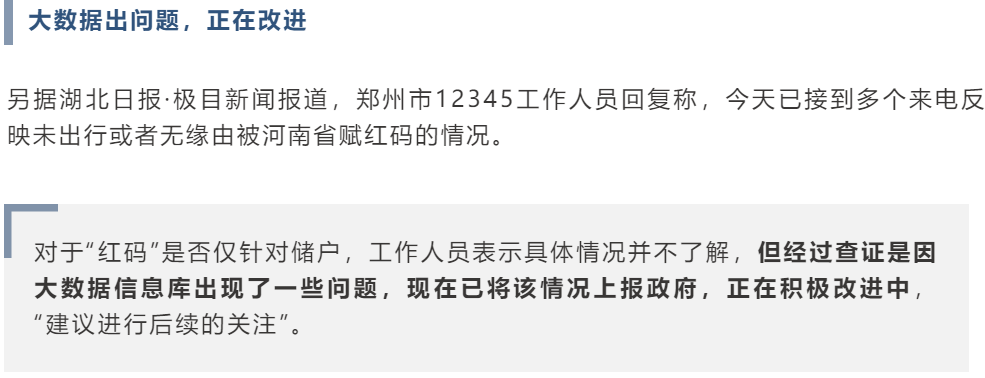 大数据出问题，正在改进
另据湖北日报·极目新闻报道，郑州市12345工作人员回复称，今天已接到多个来电反
映未出行或者无缘由被河南省赋红码的情况。
对于“红码”是否仅针对储户，工作人员表示具体情况并不了解，但经过查证是因
大数据信息库出现了一些问题，现在已将该情况上报政府，正在积极改进中，
“建议进行后续的关注”。